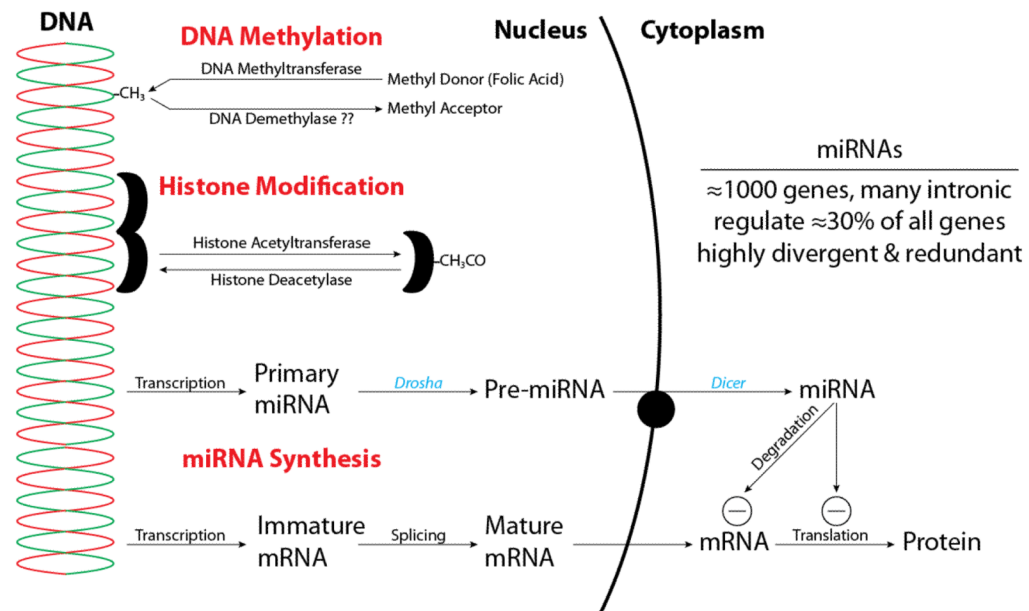 DNA
DNA Methylation
Nucleus
Cytoplasm
DNA Methyltransferase
Methyl Donor (Folic Acid)
-CH₃
Methyl Acceptor
DNA Demethylase ??
miRNAs
≈1000 genes, many intronic
regulate ≈30% of all genes
highly divergent & redundant
Histone Modification
Histone Acetyltransferase
-CH₃CO
Histone Deacetylase
Transcription
Primary
miRNA
Drosha
Pre-miRNA
Dicer
miRNA
Degradation
miRNA Synthesis
Transcription
Immature
mRNA
Splicing
Mature
mRNA
mRNA
Translation
Protein